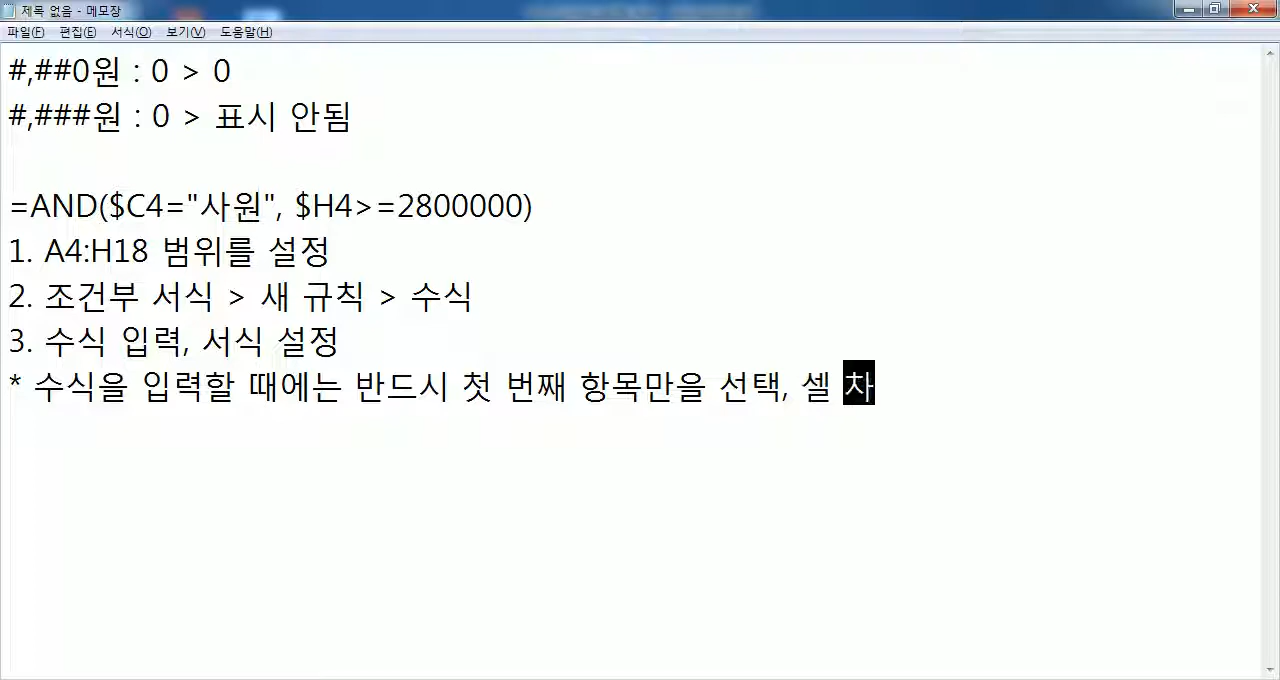 제목 없음 - 메모장
파일(F) 편집(E) 서식(O) 보기(V) 도움말(H)
#,##0원 : 0 > 0
#,###원 : 0 > 표시 안됨
=AND($C4="사원", $H4>=2800000)
1. A4:H18 범위를 설정
2. 조건부 서식 > 새 규칙 > 수식
3. 수식 입력, 서식 설정
* 수식을 입력할 때에는 반드시 첫 번째 항목만을 선택, 셀 차